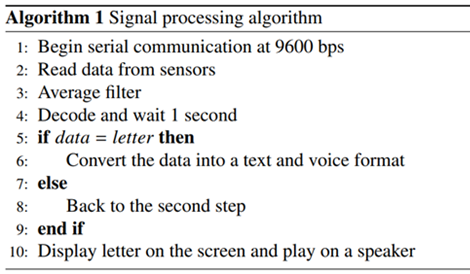 Algorithm 1 Signal processing algorithm
1: Begin serial communication at 9600 bps
2: Read data from sensors
3: Average filter
4: Decode and wait 1 second
5: if data = letter then
6: Convert the data into a text and voice format
7: else
8: Back to the second step
9: end if
10: Display letter on the screen and play on a speaker